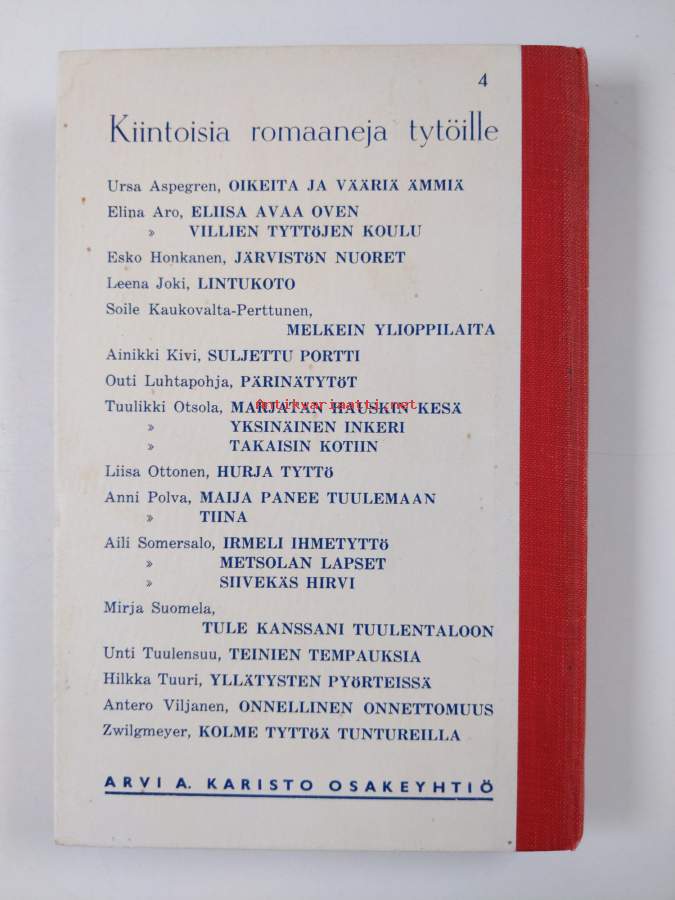 4
Kiintoisia romaaneja tytöille
Ursa Aspegren, OIKEITA JA VÄÄRIÄ ÄMMIÄ
Elina Aro, ELIISA AVAA OVEN
» VILLIEN TYTTÖJEN KOULU
Esko Honkanen, JÄRVISTÖN NUORET
Leena Joki, LINTUKOTO
Soile Kaukovalta-Perttunen,
MELKEIN YLIOPPILAITA
Ainikki Kivi, SULJETTU PORTTI
Outi Luhtapohja, PÄRINÄTYTÖT
antikvariaatti.net
Tuulikki Otsola, MARJATAN HAUSKIN KESÄ
» YKSINÄINEN INKERI
» TAKAISIN KOTIIN
Liisa Ottonen, HURJA TYTTÖ
Anni Polva, MAIJA PANEE TUULEMAAN
» TIINA
Aili Somersalo, IRMELI IHMETYTTÖ
» METSOLAN LAPSET
» SIIVEKÄS HIRVI
Mirja Suomela,
TULE KANSSANI TUULENTALOON
Unti Tuulensuu, TEINIEN TEMPAUKSIA
Hilkka Tuuri, YLLÄTYSTEN PYÖRTEISSÄ
Antero Viljanen, ONNELLINEN ONNETTOMUUS
Zwilgmeyer, KOLME TYTTÖÄ TUNTUREILLA
ARVI A. KARISTO OSAKEYHTIÖ